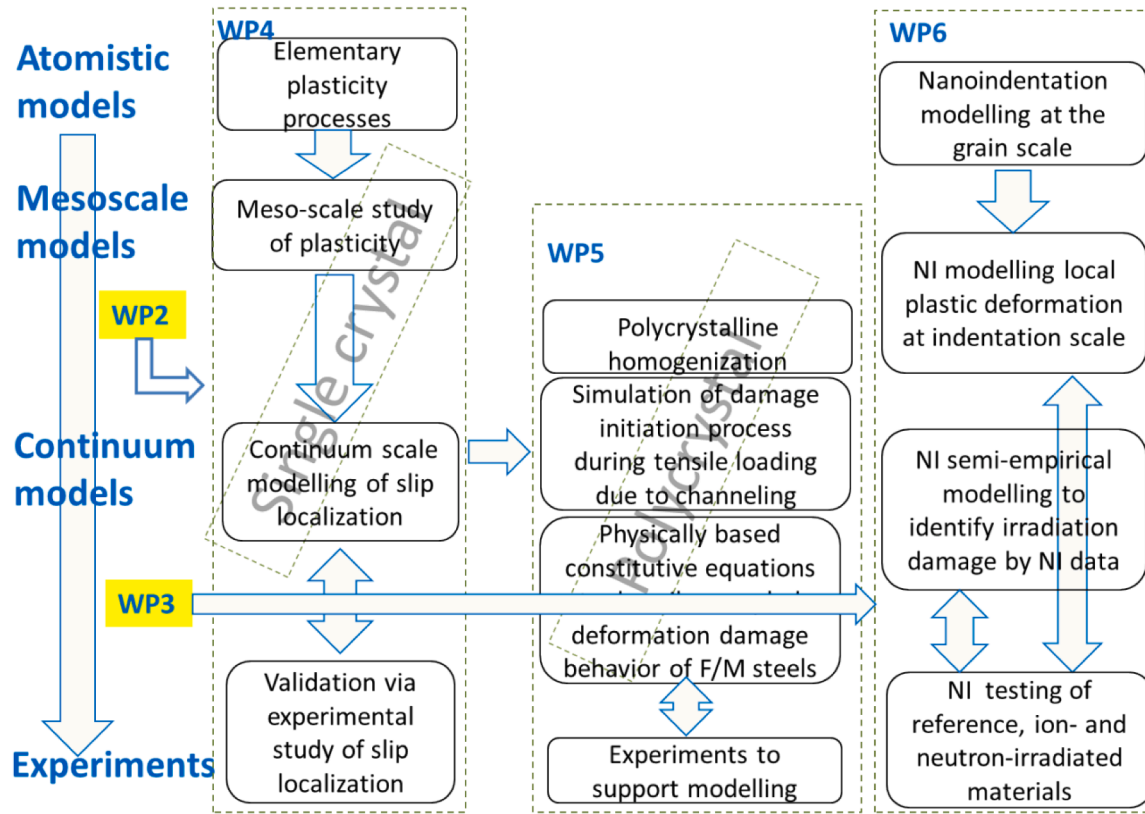 Atomistic
models
Mesoscale
models
WP2
Continuum
models
WP3
Experiments
WP4
Elementary
plasticity
processes
Meso-scale study
of plasticity
Single crystal
Continuum scale
modelling of slip
localization
Validation via
experimental
study of slip
localization
WP5
Polycrystalline
homogenization
Simulation of damage
initiation process
during tensile loading
due to channeling
Polycrystal
Physically based
constitutive equations
deformation damage
behavior of F/M steels
Experiments to
support modelling
WP6
Nanoindentation
modelling at the
grain scale
NI modelling local
plastic deformation
at indentation scale
NI semi-empirical
modelling to
identify irradiation
damage by NI data
NI testing of
reference, ion- and
neutron-irradiated
materials